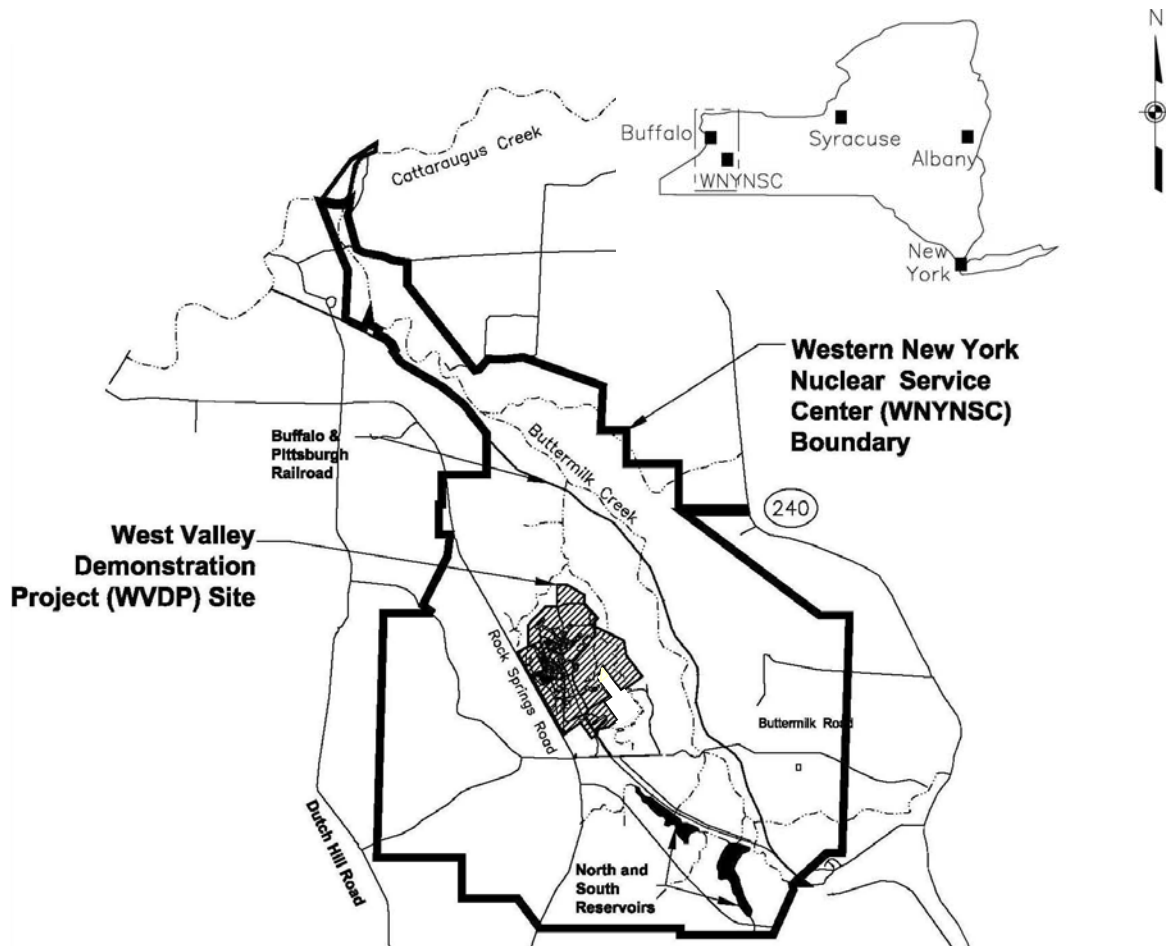 N
Cattaraugus Creek
Buffalo
Syracuse
Albany
WNYNSC
New
York
Western New York
Nuclear Service
Center (WNYNSC)
Boundary
Buffalo &
Pittsburgh
Railroad
Buttermilk Creek
240
West Valley
Demonstration
Project (WVDP) Site
Rock Springs Road
Buttermilk Road
Dutch Hill Road
North and
South
Reservoirs